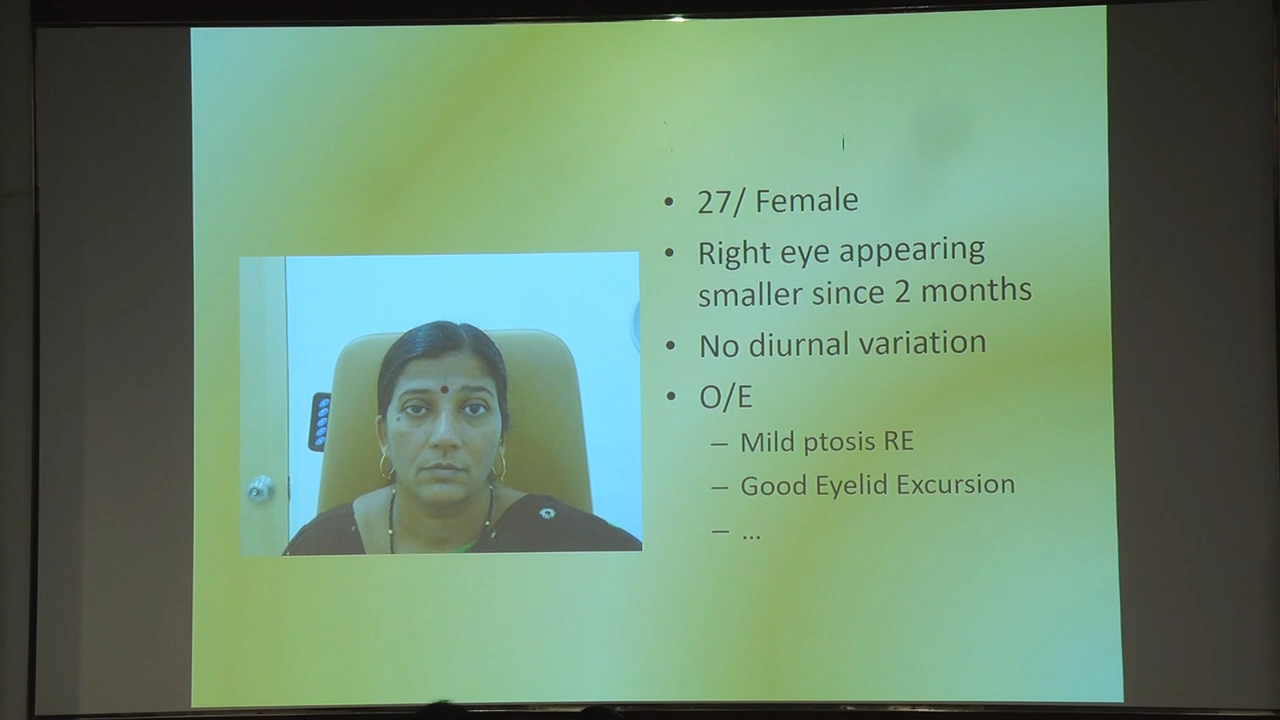 • 27/ Female
• Right eye appearing
smaller since 2 months
• No diurnal variation
• O/E
– Mild ptosis RE
– Good Eyelid Excursion
– ...